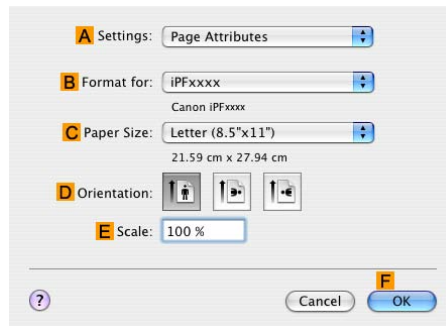 A Settings: Page Attributes
B Format for: iPFxxxx
Canon iPFxxxx
C Paper Size: Letter (8.5"x11")
21.59 cm x 27.94 cm
D Orientation:
E Scale: 100 %
F
? Cancel OK